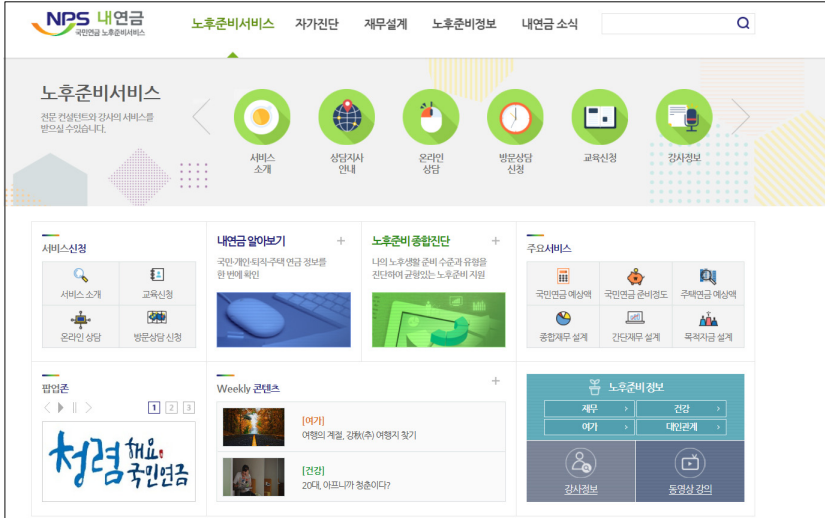 NPS 내연금
국민연금 노후준비서비스
노후준비서비스 자가진단 재무설계 노후준비정보 내연금 소식
노후준비서비스
전문 컨설턴트와 강사의 서비스를
받으실 수있습니다.
서비스
소개
상담지사
안내
온라인
상담
방문상담
신청
교육신청
강사정보
서비스신청
서비스 소개 교육신청
온라인 상담 방문상담 신청
내연금 알아보기 +
국민·개인·퇴직·주택 연금 정보를
한 번에 확인
노후준비 종합진단 +
나의 노후생활 준비 수준과 유형을
진단하여 균형있는 노후준비 지원
주요서비스
국민연금 예상액 국민연금 준비정도 주택연금 예상액
종합재무 설계 간단재무 설계 목적자금 설계
팝업존
1 2 3
청렴 해요.
국민연금
Weekly 콘텐츠 +
[여가]
여행의 계절, 강秋(추) 여행지 찾기
[건강]
20대, 아프니까 청춘이다?
노후준비 정보
재무 > 건강 >
여가 > 대인관계 >
강사정보 동영상 강의